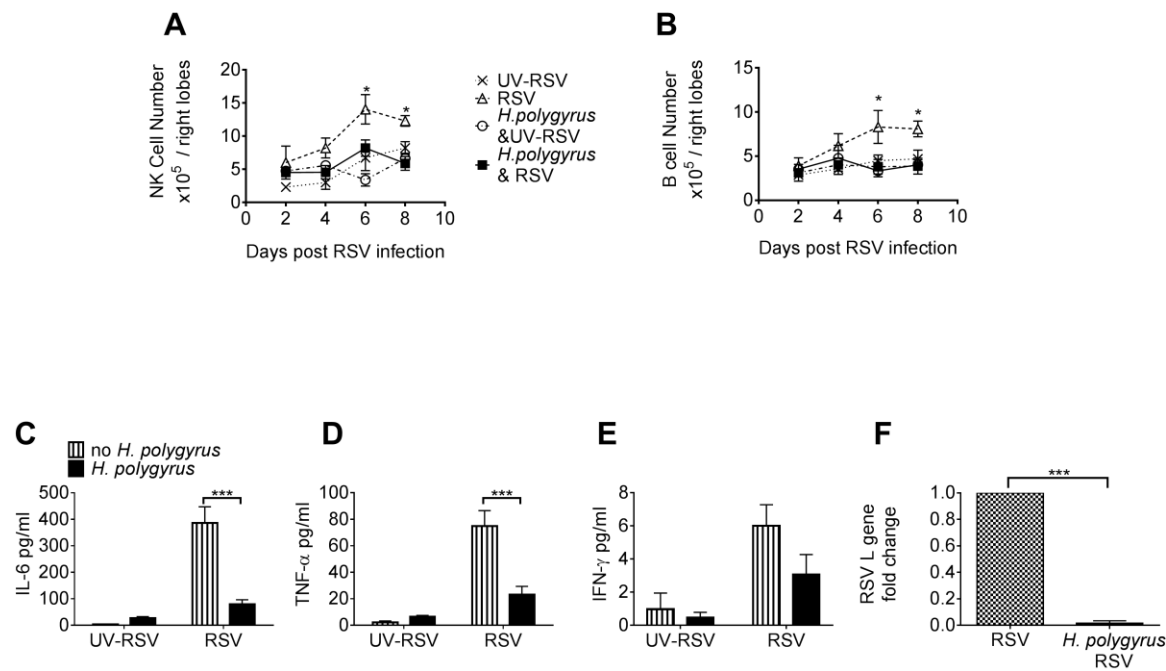 A
NK Cell Number
x10⁵ / right lobes
20
15
10
5
0
0 2 4 6 8 10
* *
Days post RSV infection
UV-RSV
RSV
H.polygyrus
&UV-RSV
H.polygyrus
& RSV
B
B cell Number
x10⁵ / right lobes
15
10
5
0
0 2 4 6 8 10
* *
Days post RSV infection
C
no H. polygyrus
H. polygyrus
IL-6 pg/ml
500
400
300
200
100
0
***
UV-RSV RSV
D
TNF-α pg/ml
100
80
60
40
20
0
***
UV-RSV RSV
E
IFN-γ pg/ml
8
6
4
2
0
UV-RSV RSV
F
RSV L gene
fold change
1.0
0.8
0.6
0.4
0.2
0.0
***
RSV H. polygyrus
RSV